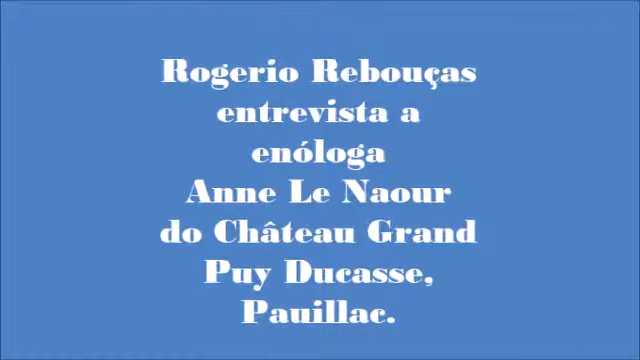 Rogerio Rebouças
entrevista a
enóloga
Anne Le Naour
do Château Grand
Puy Ducasse,
Pauillac.